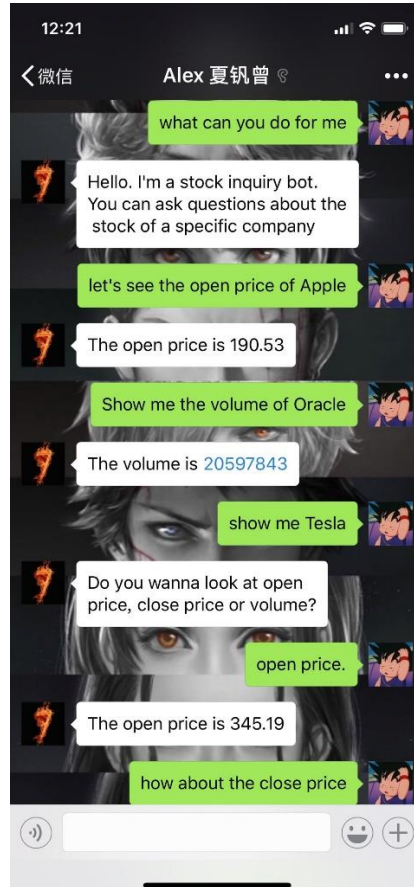 12:21
微信
Alex 夏钒曾
what can you do for me
Hello. I'm a stock inquiry bot.
You can ask questions about the
stock of a specific company
let's see the open price of Apple
The open price is 190.53
Show me the volume of Oracle
The volume is 20597843
show me Tesla
Do you wanna look at open
price, close price or volume?
open price.
The open price is 345.19
how about the close price